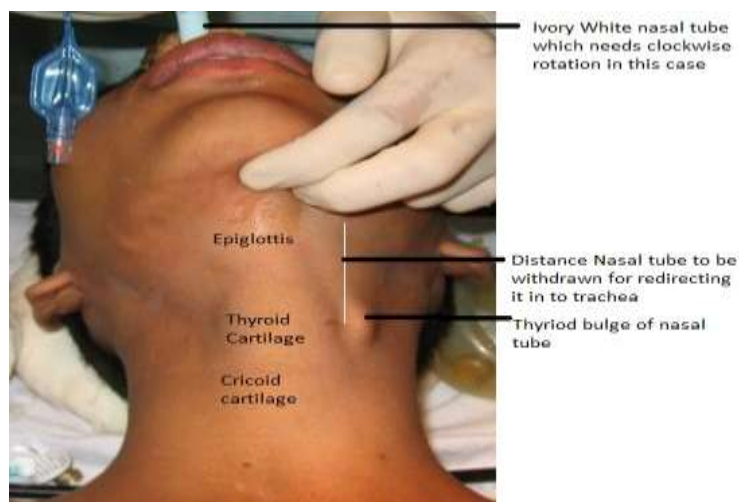 Ivory White nasal tube
which needs clockwise
rotation in this case
Epiglottis
Distance Nasal tube to be
withdrawn for redirecting
it in to trachea
Thyroid
Cartilage
Thyriod bulge of nasal
tube
Cricoid
cartilage